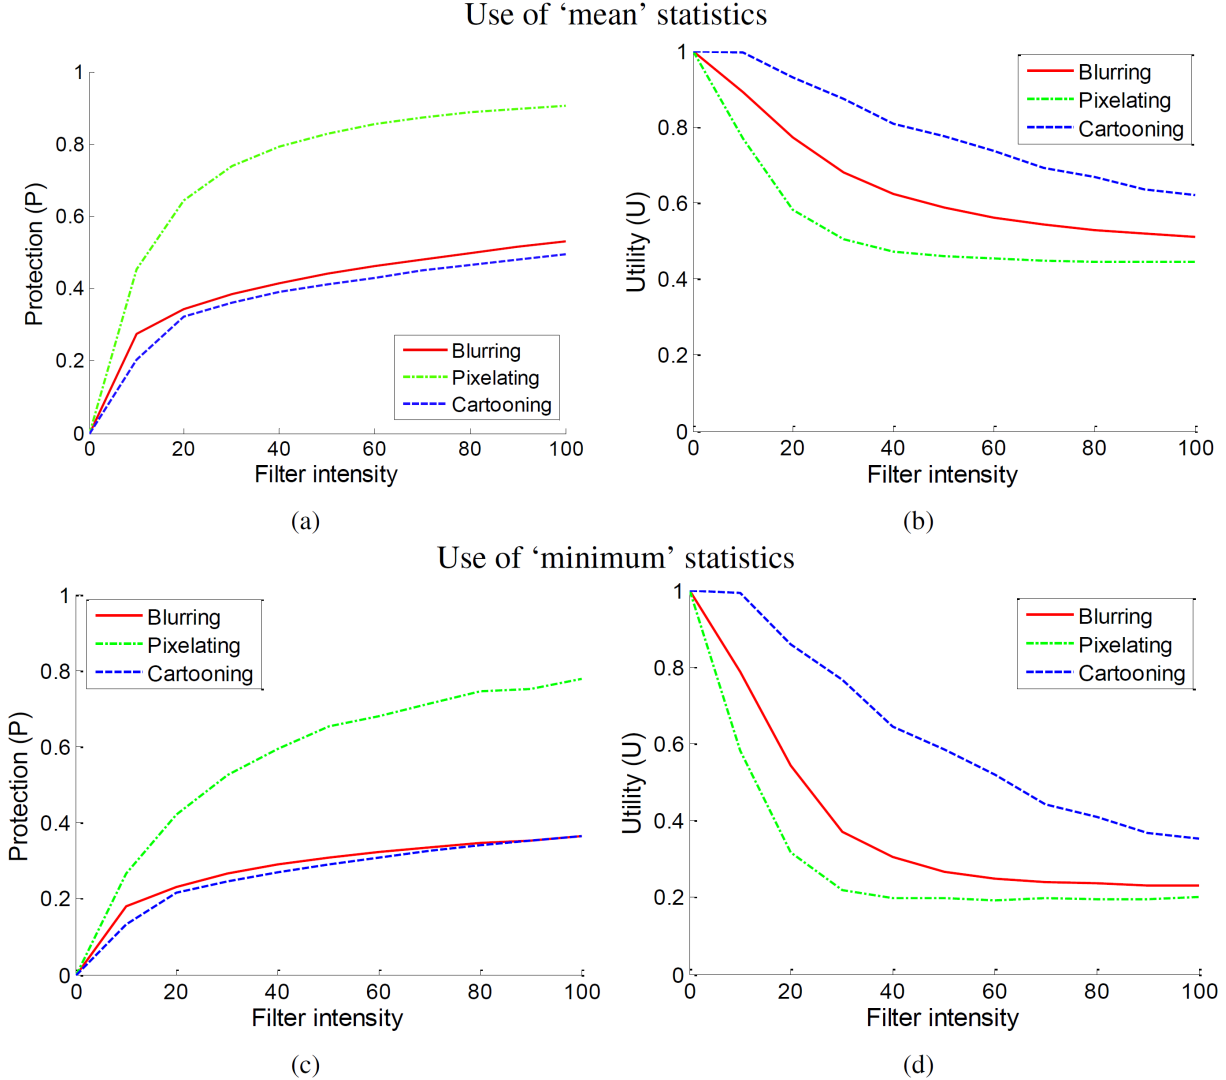 Use of ‘mean’ statistics
1
0.8
0.6
0.4
0.2
0
Protection (P)
0 20 40 60 80 100
Filter intensity
Blurring
Pixelating
Cartooning
(a)
1
0.8
0.6
0.4
0.2
0
Utility (U)
0 20 40 60 80 100
Filter intensity
Blurring
Pixelating
Cartooning
(b)
Use of ‘minimum’ statistics
1
0.8
0.6
0.4
0.2
0
Protection (P)
0 20 40 60 80 100
Filter intensity
Blurring
Pixelating
Cartooning
(c)
1
0.8
0.6
0.4
0.2
0
Utility (U)
0 20 40 60 80 100
Filter intensity
Blurring
Pixelating
Cartooning
(d)